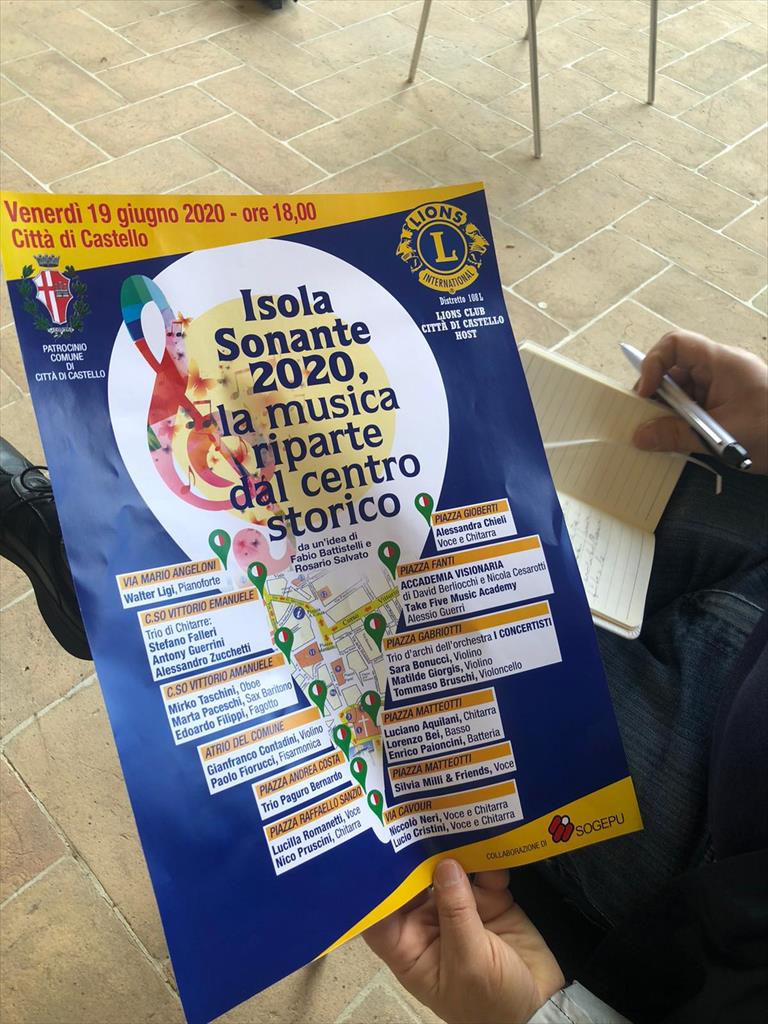 Venerdì 19 giugno 2020 - ore 18,00
Città di Castello
PATROCINIO
COMUNE
DI
CITTÀ DI CASTELLO
LIONS
L
INTERNATIONAL
Distretto 108L
LIONS CLUB
CITTÀ DI CASTELLO
HOST
Isola
Sonante
2020,
la musica
riparte
dal centro
storico
da un'idea di
Fabio Battistelli e
Rosario Salvato
VIA MARIO ANGELONI
Walter Ligi, Pianoforte
C.SO VITTORIO EMANUELE
Trio di Chitarre:
Stefano Falleri
Antony Guerrini
Alessandro Zucchetti
C.SO VITTORIO AMANUELE
Mirko Taschini, Oboe
Marta Paceschi, Sax Baritono
Edoardo Filippi, Fagotto
ATRIO DEL COMUNE
Gianfranco Contadini, Violino
Paolo Fiorucci, Fisarmonica
PIAZZA ANDREA COSTA
Trio Paguro Bernardo
PIAZZA RAFFAELLO SANZIO
Lucilla Romanetti, Voce
Nico Pruscini, Chitarra
PIAZZA GIOBERTI
Alessandra Chieli
Voce e Chitarra
PIAZZA FANTI
ACCADEMIA VISIONARIA
di David Berliocchi e Nicola Cesarotti
Take Five Music Academy
Alessio Guerri
PIAZZA GABRIOTTI
Trio d'archi dell'orchestra I CONCERTISTI
Sara Bonucci, Violino
Matilde Giorgis, Violino
Tommaso Bruschi, Violoncello
PIAZZA MATTEOTTI
Luciano Aquilani, Chitarra
Lorenzo Bei, Basso
Enrico Paioncini, Batteria
PIAZZA MATTEOTTI
Silvia Milli & Friends, Voce
VIA CAVOUR
Niccolò Neri, Voce e Chitarra
Lucio Cristini, Voce e Chitarra
COLLABORAZIONE DI
SOGEPU